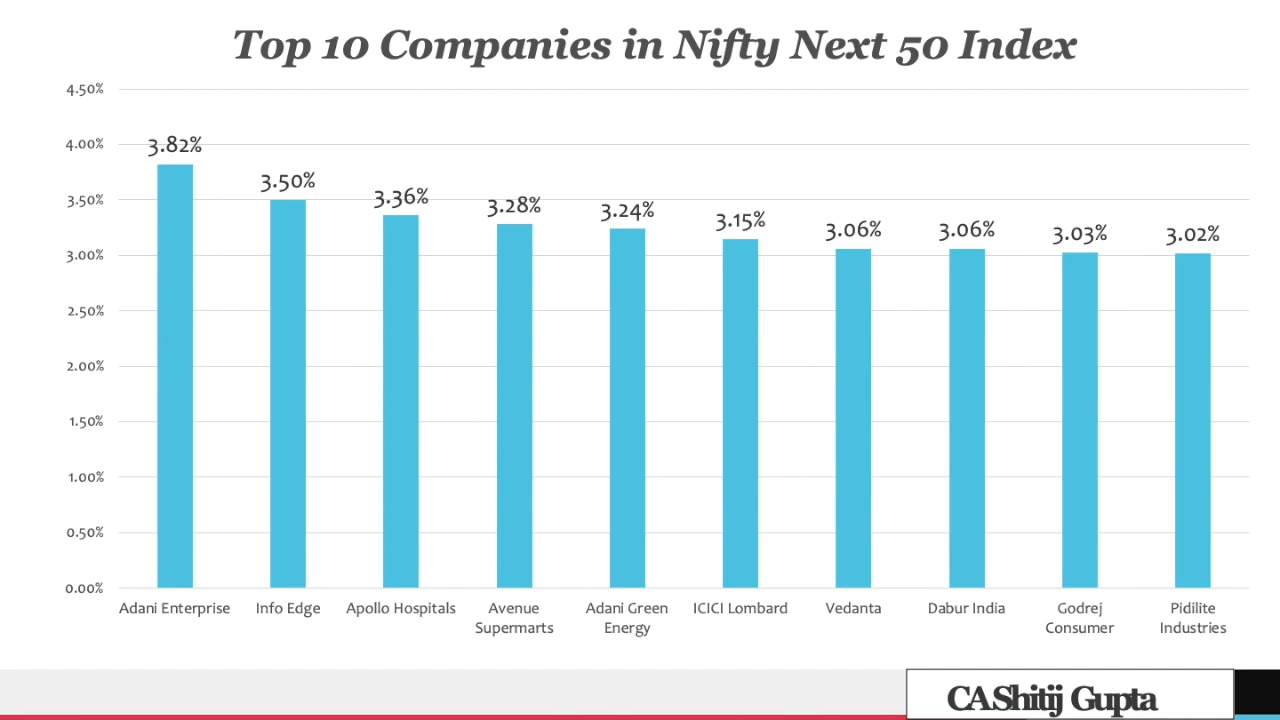 Top 10 Companies in Nifty Next 50 Index
4.50%
4.00%
3.50%
3.00%
2.50%
2.00%
1.50%
1.00%
0.50%
0.00%
3.82%
3.50%
3.36%
3.28%
3.24%
3.15%
3.06%
3.06%
3.03%
3.02%
Adani Enterprise
Info Edge
Apollo Hospitals
Avenue
Supermarts
Adani Green
Energy
ICICI Lombard
Vedanta
Dabur India
Godrej
Consumer
Pidilite
Industries
CA Shitij Gupta